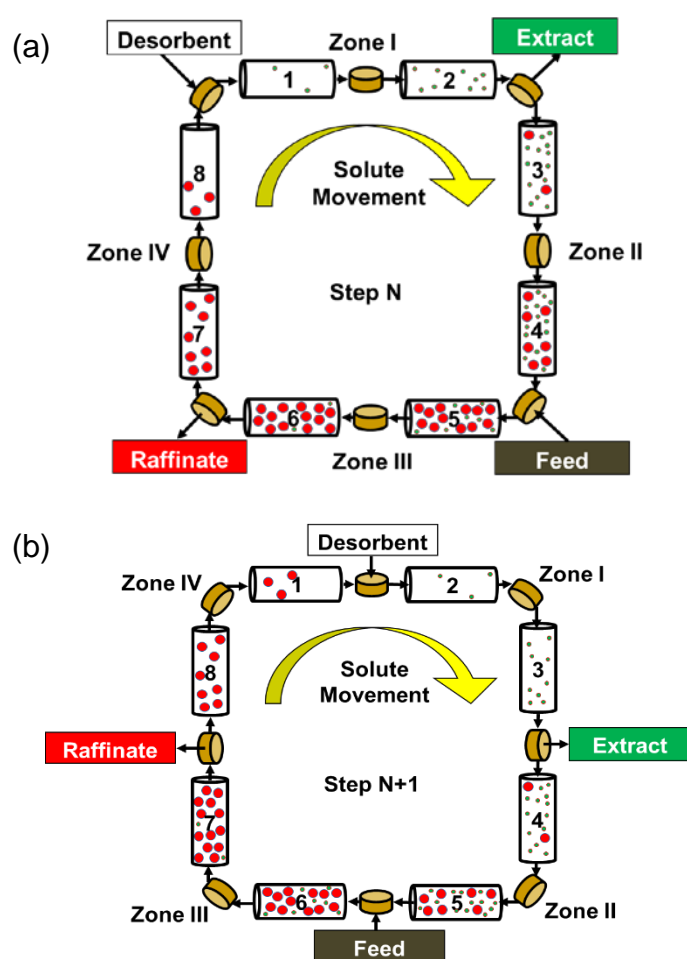 (a)
Desorbent
Zone I
Extract
1
2
8
Solute
Movement
3
Zone IV
Zone II
Step N
7
4
6
5
Raffinate
Zone III
Feed
(b)
Desorbent
Zone IV
1
2
Zone I
8
Solute
Movement
3
Raffinate
Extract
Step N+1
7
4
6
5
Zone III
Zone II
Feed